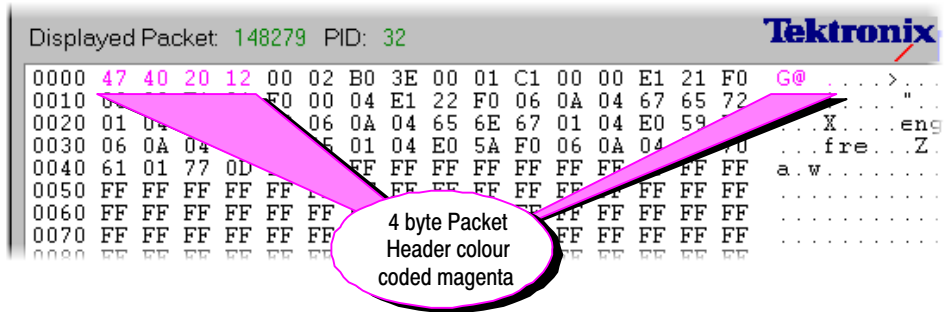 Displayed Packet: 148279 PID: 32
Tektronix
0000 47 40 20 12 00 02 B0 3E 00 01 C1 00 00 E1 21 F0 G@ ....>...
0010 F0 00 04 E1 22 F0 06 0A 04 67 65 72 .".
0020 01 04 06 0A 04 65 6E 67 01 04 E0 59 ...X....eng
0030 06 0A 04 01 04 E0 5A F0 06 0A 04 ...fre...Z.
0040 61 01 77 0D FF FF FF FF FF FF FF FF a.w.........
0050 FF FF FF FF FF FF FF FF FF FF FF FF FF FF ............
0060 FF FF FF FF FF FF FF FF FF FF FF ............
0070 FF FF FF FF FF FF FF FF FF FF ............
4 byte Packet
Header colour
coded magenta